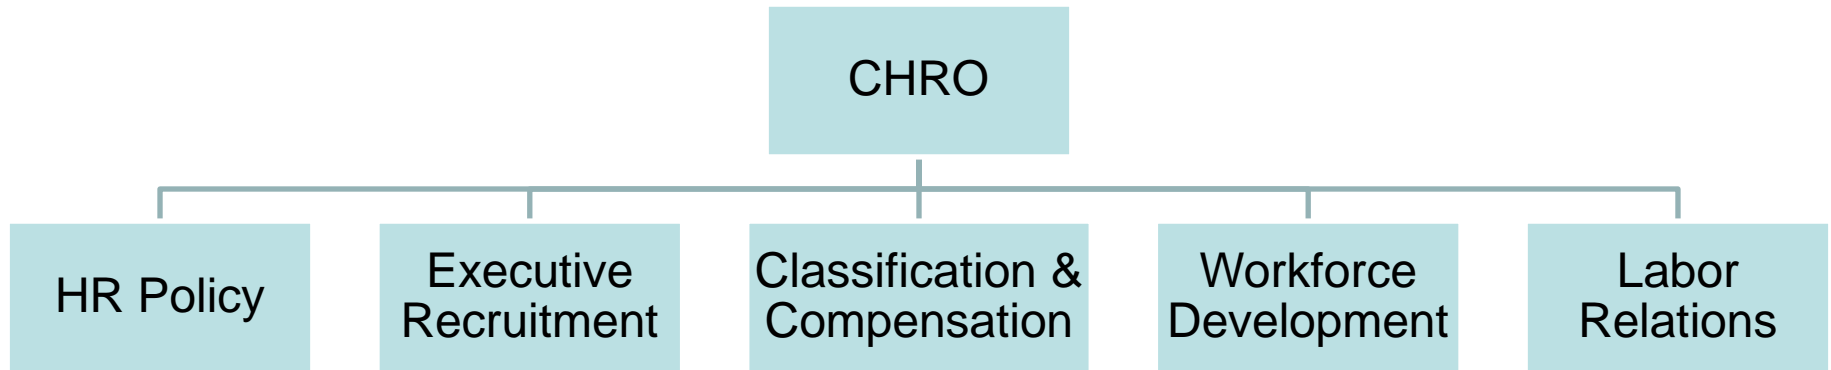 CHRO
HR Policy
Executive
Recruitment
Classification &
Compensation
Workforce
Development
Labor
Relations